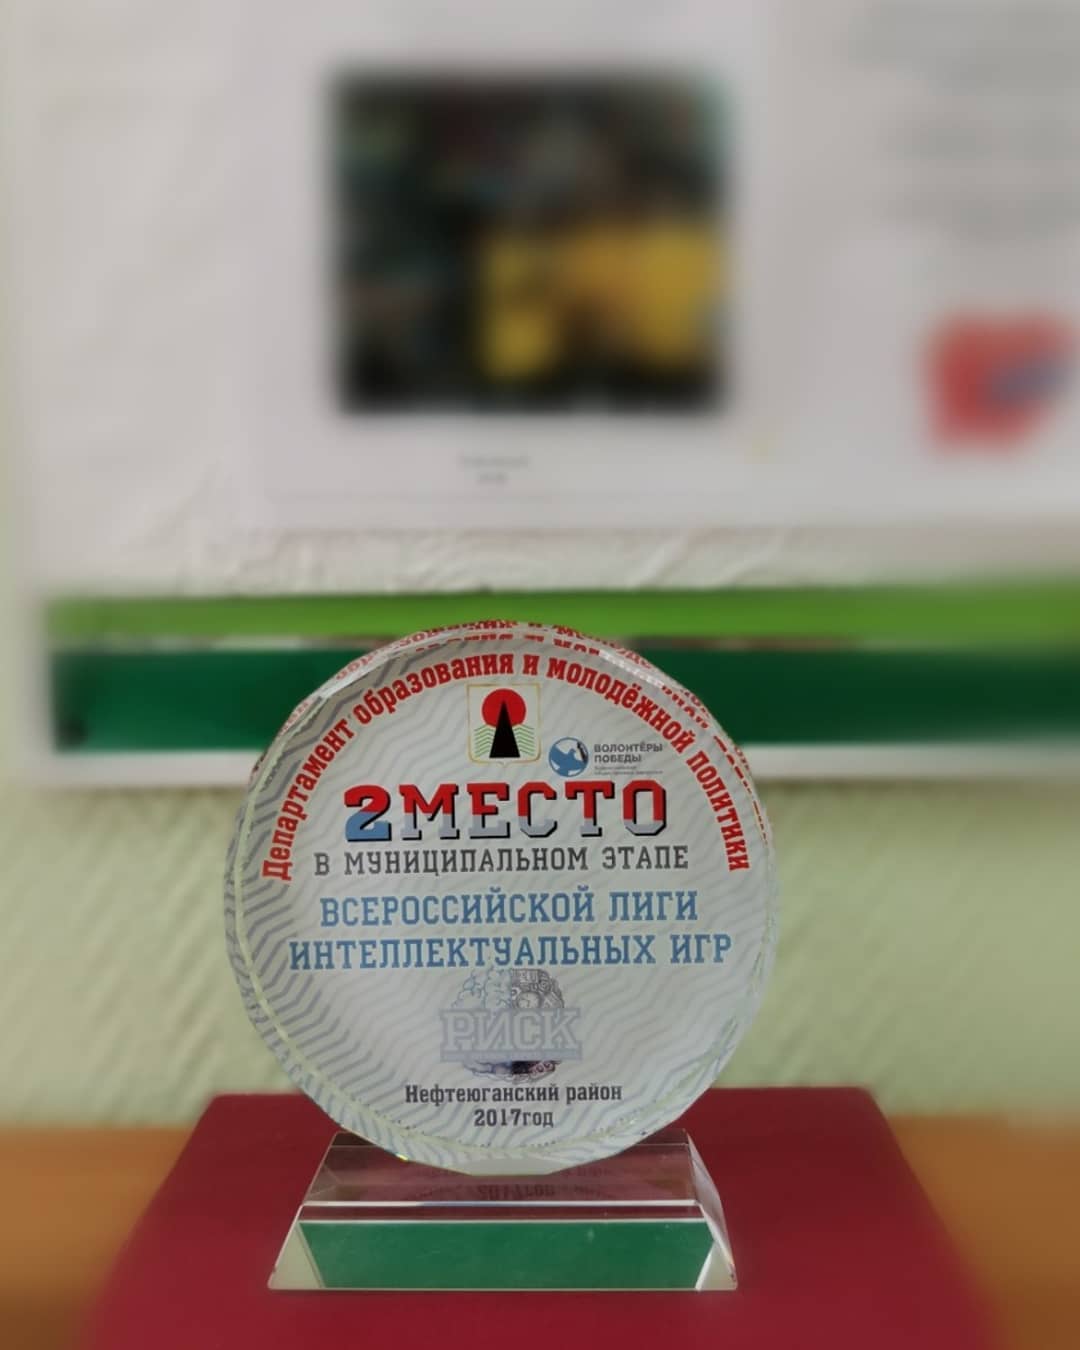 Департамент образования и молодёжной политики
ВОЛОНТЁРЫ
ПОБЕДЫ
2МЕСТО
В МУНИЦИПАЛЬНОМ ЭТАПЕ
ВСЕРОССИЙСКОЙ ЛИГИ
ИНТЕЛЛЕКТУАЛЬНЫХ ИГР
РИСК
Нефтеюганский район
2017год